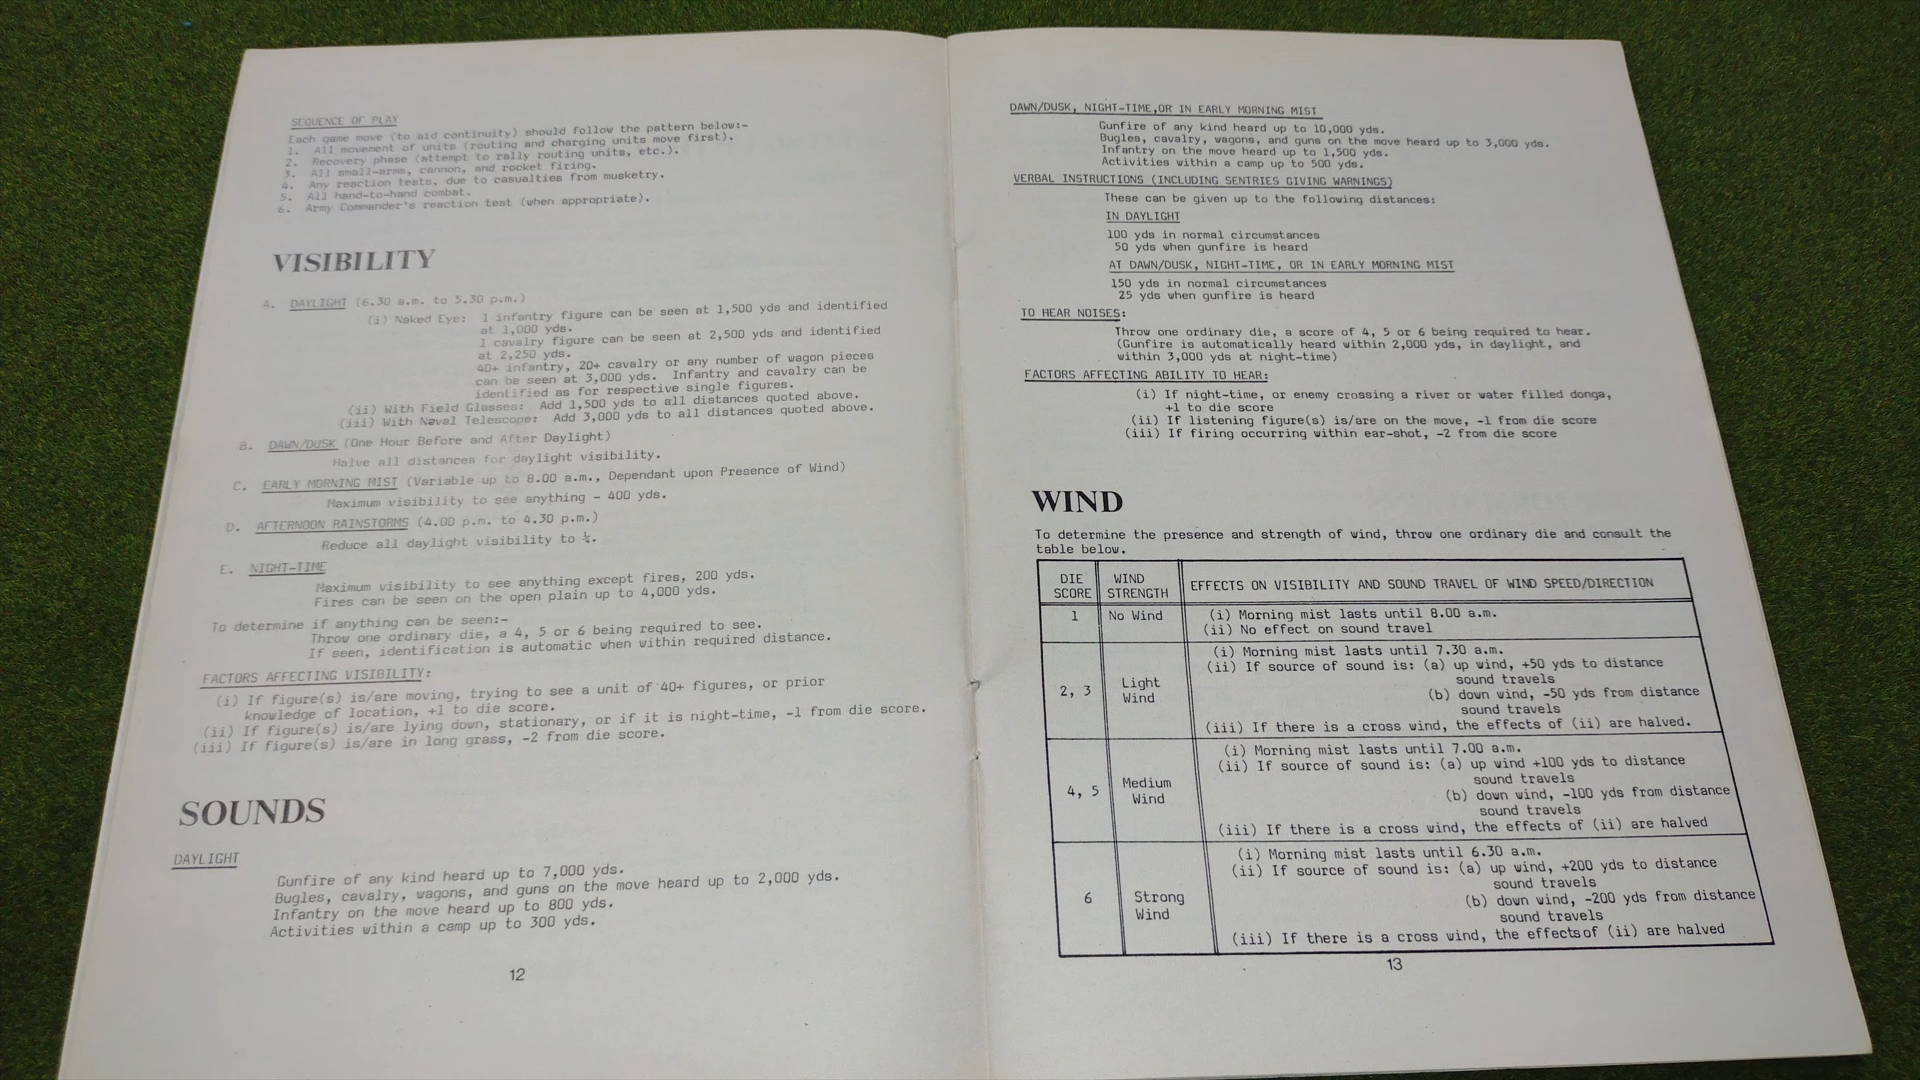 SEQUENCE OF PLAY
Each game move (to aid continuity) should follow the pattern below:-
1. All movement of units (routing and charging units move first).
2. Recovery phase (attempt to rally routing units, etc.).
3. All small-arms, cannon, and rocket firing.
4. Any reaction tests, due to casualties from musketry.
5. All hand-to-hand combat.
6. Army Commander's reaction test (when appropriate).
VISIBILITY
A. DAYLIGHT (6.30 a.m. to 5.30 p.m.)
(i) Naked Eye: 1 infantry figure can be seen at 1,500 yds and identified
at 1,000 yds.
1 cavalry figure can be seen at 2,500 yds and identified
at 2,250 yds.
40+ infantry, 20+ cavalry or any number of wagon pieces
can be seen at 3,000 yds. Infantry and cavalry can be
identified as for respective single figures.
(ii) With Field Glasses: Add 1,500 yds to all distances quoted above.
(iii) With Naval Telescope: Add 3,000 yds to all distances quoted above.
B. DAWN/DUSK (One Hour Before and After Daylight)
Halve all distances for daylight visibility.
C. EARLY MORNING MIST (Variable up to 8.00 a.m., Dependant upon Presence of Wind)
Maximum visibility to see anything - 400 yds.
D. AFTERNOON RAINSTORMS (4.00 p.m. to 4.30 p.m.)
Reduce all daylight visibility to ¼.
E. NIGHT-TIME
Maximum visibility to see anything except fires, 200 yds.
Fires can be seen on the open plain up to 4,000 yds.
To determine if anything can be seen:-
Throw one ordinary die, a 4, 5 or 6 being required to see.
If seen, identification is automatic when within required distance.
FACTORS AFFECTING VISIBILITY:
(i) If figure(s) is/are moving, trying to see a unit of 40+ figures, or prior
knowledge of location, +1 to die score.
(ii) If figure(s) is/are lying down, stationary, or if it is night-time, -1 from die score.
(iii) If figure(s) is/are in long grass, -2 from die score.
SOUNDS
DAYLIGHT
Gunfire of any kind heard up to 7,000 yds.
Bugles, cavalry, wagons, and guns on the move heard up to 2,000 yds.
Infantry on the move heard up to 800 yds.
Activities within a camp up to 300 yds.
12
DAWN/DUSK, NIGHT-TIME,OR IN EARLY MORNING MIST
Gunfire of any kind heard up to 10,000 yds.
Bugles, cavalry, wagons, and guns on the move heard up to 3,000 yds.
Infantry on the move heard up to 1,500 yds.
Activities within a camp up to 500 yds.
VERBAL INSTRUCTIONS (INCLUDING SENTRIES GIVING WARNINGS)
These can be given up to the following distances:
IN DAYLIGHT
100 yds in normal circumstances
50 yds when gunfire is heard
AT DAWN/DUSK, NIGHT-TIME, OR IN EARLY MORNING MIST
150 yds in normal circumstances
25 yds when gunfire is heard
TO HEAR NOISES:
Throw one ordinary die, a score of 4, 5 or 6 being required to hear.
(Gunfire is automatically heard within 2,000 yds, in daylight, and
within 3,000 yds at night-time)
FACTORS AFFECTING ABILITY TO HEAR:
(i) If night-time, or enemy crossing a river or water filled donga,
+1 to die score
(ii) If listening figure(s) is/are on the move, -1 from die score
(iii) If firing occurring within ear-shot, -2 from die score
WIND
To determine the presence and strength of wind, throw one ordinary die and consult the
table below.
DIE SCORE WIND STRENGTH EFFECTS ON VISIBILITY AND SOUND TRAVEL OF WIND SPEED/DIRECTION
1 No Wind (i) Morning mist lasts until 8.00 a.m.
(ii) No effect on sound travel
2, 3 Light Wind (i) Morning mist lasts until 7.30 a.m.
(ii) If source of sound is: (a) up wind, +50 yds to distance
sound travels
(b) down wind, -50 yds from distance
sound travels
(iii) If there is a cross wind, the effects of (ii) are halved.
4, 5 Medium Wind (i) Morning mist lasts until 7.00 a.m.
(ii) If source of sound is: (a) up wind +100 yds to distance
sound travels
(b) down wind, -100 yds from distance
sound travels
(iii) If there is a cross wind, the effects of (ii) are halved
6 Strong Wind (i) Morning mist lasts until 6.30 a.m.
(ii) If source of sound is: (a) up wind, +200 yds to distance
sound travels
(b) down wind, -200 yds from distance
sound travels
(iii) If there is a cross wind, the effects of (ii) are halved
13